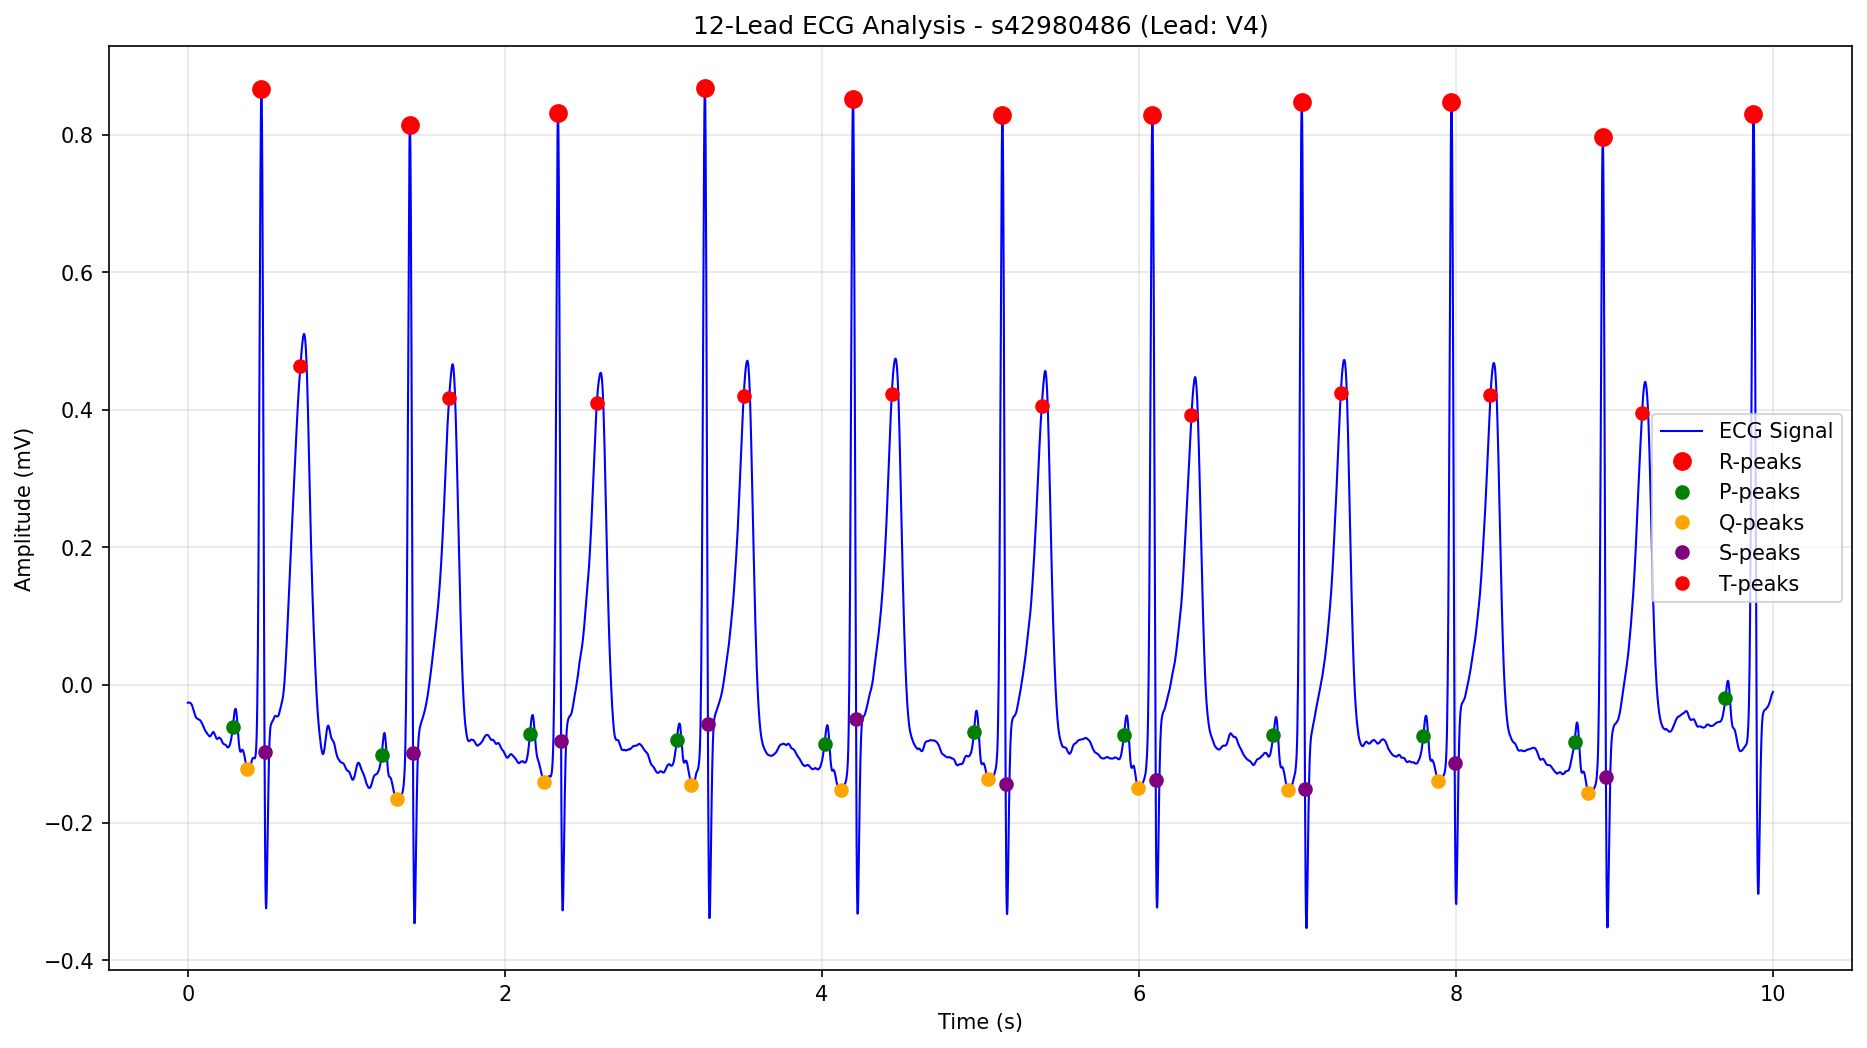 12-Lead ECG Analysis - s42980486 (Lead: V4)
Amplitude (mV)
0.8
0.6
0.4
0.2
0.0
−0.2
−0.4
ECG Signal
R-peaks
P-peaks
Q-peaks
S-peaks
T-peaks
0 2 4 6 8 10
Time (s)